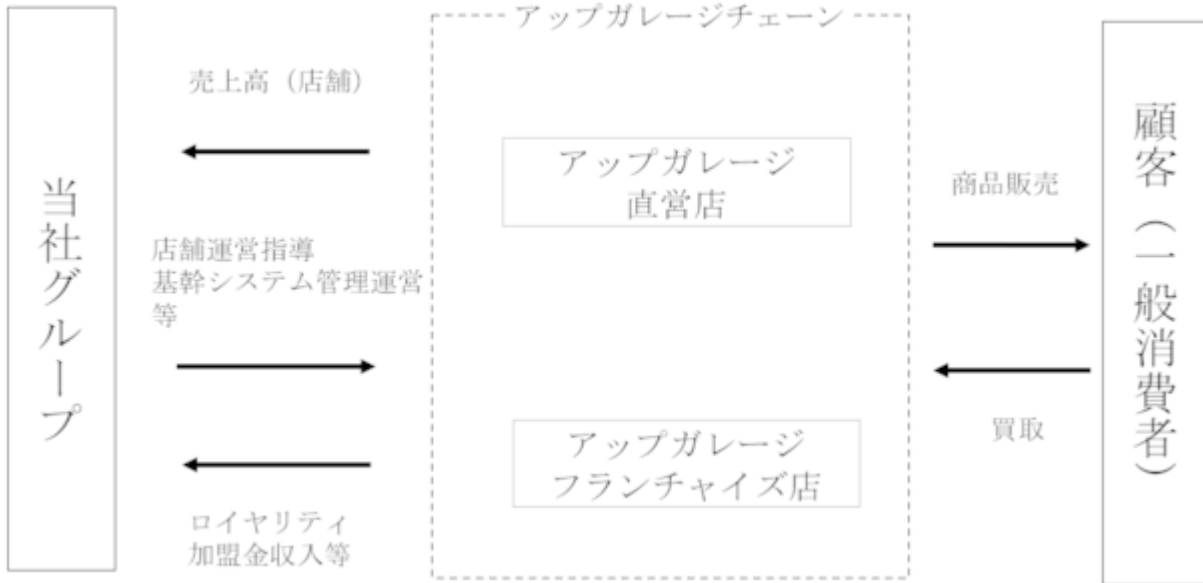 アップガレージチェーン
当社グループ
売上高（店舗）
店舗運営指導
基幹システム管理運営
等
ロイヤリティ
加盟金収入等
アップガレージ
直営店
アップガレージ
フランチャイズ店
商品販売
買取
顧客（一般消費者）